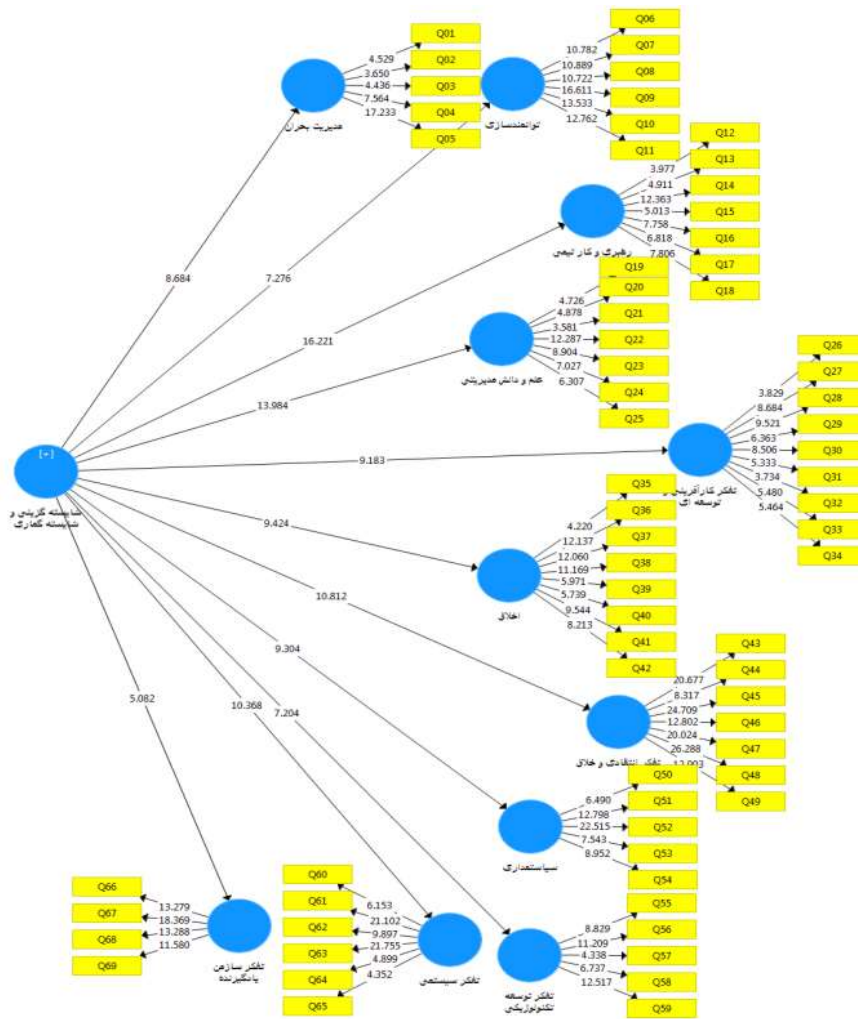 Q01
Q02
Q03
Q04
Q05
4.529
3.650
4.436
7.564
17.233
مدیریت بحران
Q06
Q07
Q08
Q09
Q10
Q11
10.782
10.889
10.722
16.611
13.533
12.762
توانمندسازی
Q12
Q13
Q14
Q15
Q16
Q17
Q18
3.977
4.911
12.363
5.013
7.758
6.818
7.806
رهبری و کار تیمی
Q19
Q20
Q21
Q22
Q23
Q24
Q25
4.726
4.878
3.581
12.287
8.904
7.027
6.307
علم و دانش مدیریتی
Q26
Q27
Q28
Q29
Q30
Q31
Q32
Q33
Q34
3.829
8.684
9.521
6.363
8.506
5.333
3.734
5.480
5.464
تفکر کارآفرینی و
توسعه ای
Q35
Q36
Q37
Q38
Q39
Q40
Q41
Q42
4.220
12.137
12.060
11.169
5.971
5.739
9.544
8.213
اخلاق
Q43
Q44
Q45
Q46
Q47
Q48
Q49
20.677
8.317
24.709
12.802
20.024
26.288
12.003
تفکر انتقادی و خلاق
Q50
Q51
Q52
Q53
Q54
6.490
12.798
22.515
7.543
8.952
سیاستمداری
Q55
Q56
Q57
Q58
Q59
8.829
11.209
4.338
6.737
12.517
تفکر توسعه
تکنولوژیکی
Q60
Q61
Q62
Q63
Q64
Q65
6.153
21.102
9.897
21.755
4.899
4.352
تفکر سیستمی
Q66
Q67
Q68
Q69
13.279
18.369
13.288
11.580
تفکر سازمان
یادگیرنده
[+]
شایسته گزینی و
شایسته گماری
8.684
7.276
16.221
13.984
9.183
9.424
10.812
9.304
7.204
10.368
5.082